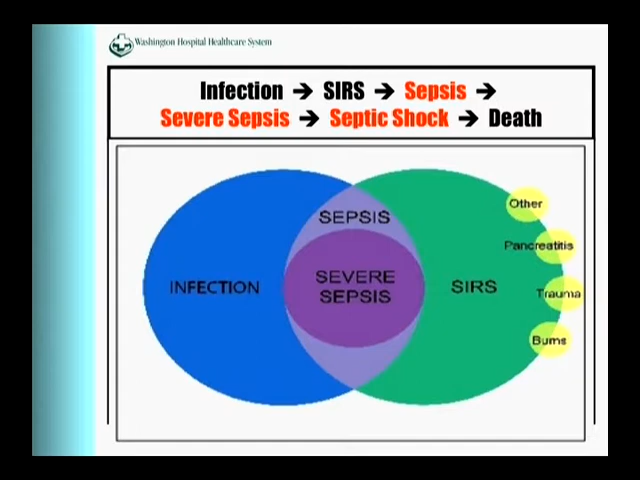 Washington Hospital Healthcare System
Infection → SIRS → Sepsis →
Severe Sepsis → Septic Shock → Death
SEPSIS
INFECTION
SEVERE
SEPSIS
SIRS
Other
Pancreatitis
Trauma
Burns